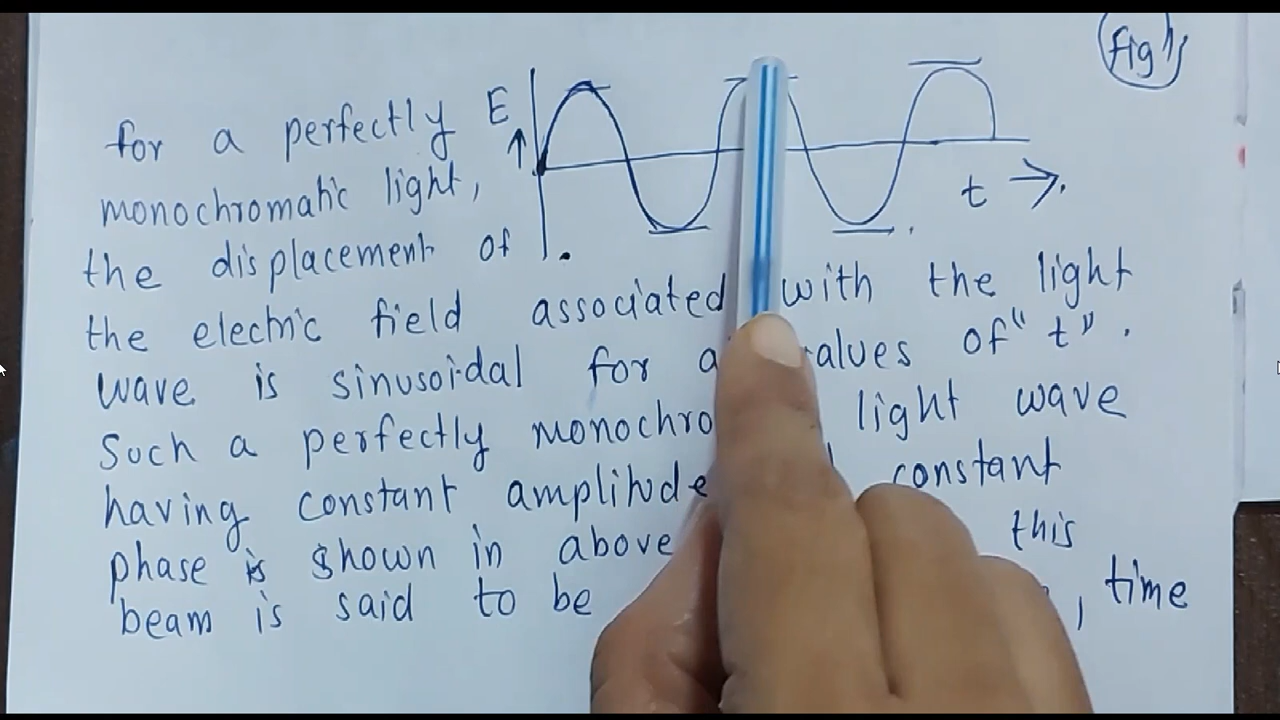 fig 1
E
for a perfectly
monochromatic light,
t
the displacement of
the electric field associated with the light
wave is sinusoidal for values of "t".
Such a perfectly light wave
having constant amplitude constant
phase is shown in above this
beam is said to be , time